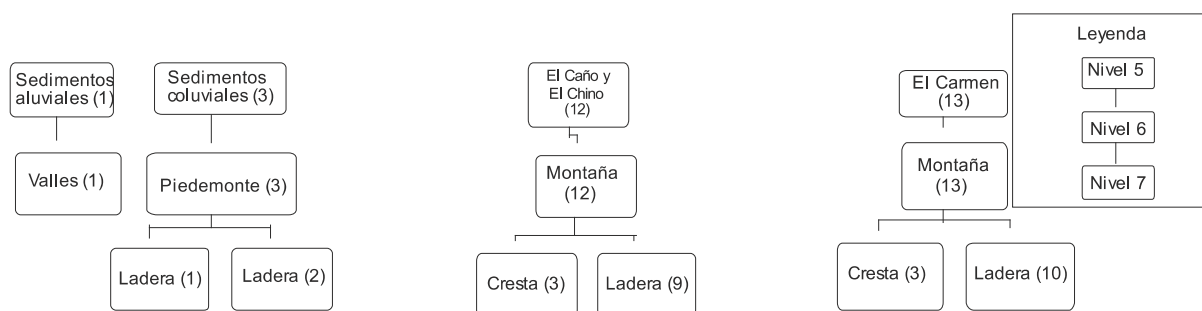 Sedimentos
aluviales (1)
Valles (1)
Sedimentos
coluviales (3)
Piedemonte (3)
Ladera (1)
Ladera (2)
El Caño y
El Chino
(12)
Montaña
(12)
Cresta (3)
Ladera (9)
El Carmen
(13)
Montaña
(13)
Cresta (3)
Ladera (10)
Leyenda
Nivel 5
Nivel 6
Nivel 7